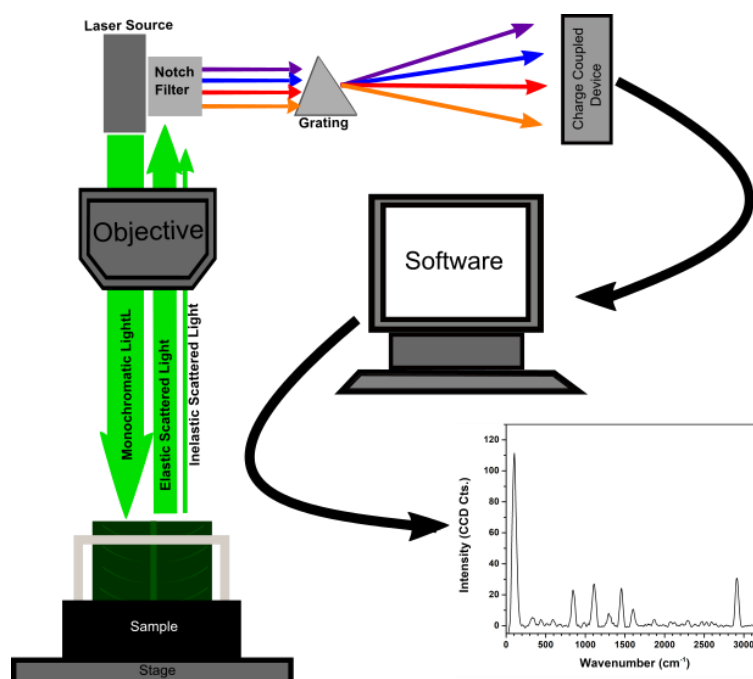 Laser Source
Notch
Filter
Grating
Charge Coupled
Device
Objective
Software
Monochromatic LightL
Elastic Scattered Light
Inelastic Scattered Light
Sample
Stage
Intensity (CCD Cts.)
120
100
80
60
40
20
0
0 500 1000 1500 2000 2500 3000
Wavenumber (cm⁻¹)